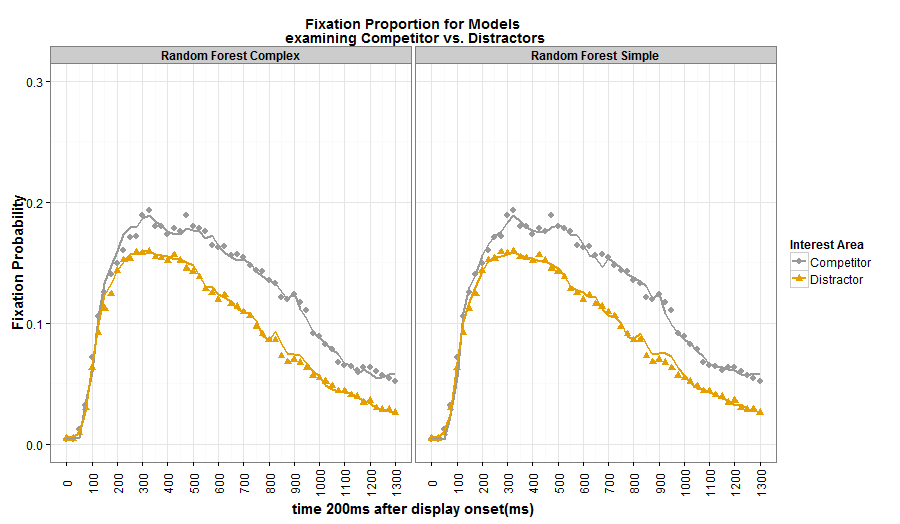 Fixation Proportion for Models
examining Competitor vs. Distractors
Random Forest Complex
Random Forest Simple
Fixation Probability
0.3
0.2
0.1
0.0
0 100 200 300 400 500 600 700 800 900 1000 1100 1200 1300
0 100 200 300 400 500 600 700 800 900 1000 1100 1200 1300
time 200ms after display onset(ms)
Interest Area
Competitor
Distractor